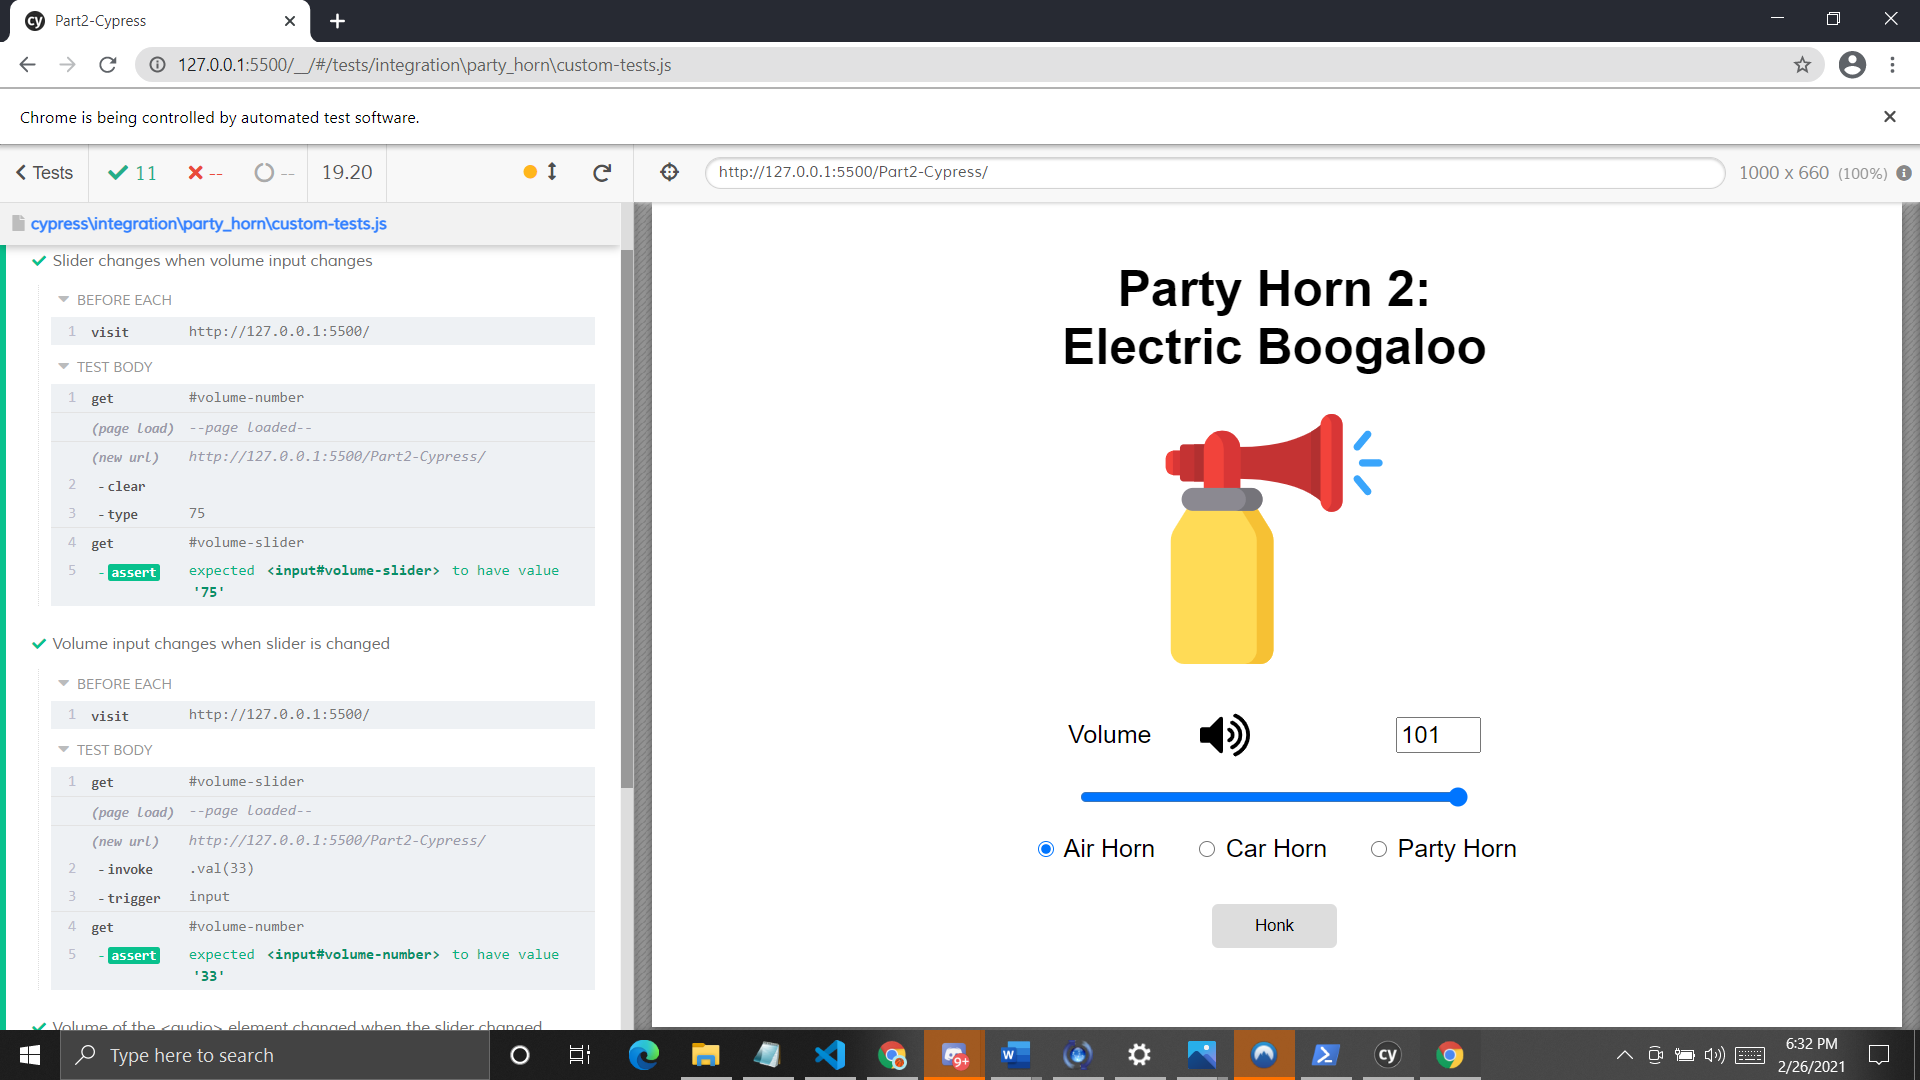 cy Part2-Cypress
127.0.0.1:5500/__/#/tests/integration\party_horn\custom-tests.js
Chrome is being controlled by automated test software.
Tests 11 -- -- 19.20
http://127.0.0.1:5500/Part2-Cypress/ 1000 x 660 (100%)
cypress\integration\party_horn\custom-tests.js
Slider changes when volume input changes
BEFORE EACH
1 visit http://127.0.0.1:5500/
TEST BODY
1 get #volume-number
(page load) --page loaded--
(new url) http://127.0.0.1:5500/Part2-Cypress/
2 -clear
3 -type 75
4 get #volume-slider
5 -assert expected <input#volume-slider> to have value
'75'
Volume input changes when slider is changed
BEFORE EACH
1 visit http://127.0.0.1:5500/
TEST BODY
1 get #volume-slider
(page load) --page loaded--
(new url) http://127.0.0.1:5500/Part2-Cypress/
2 -invoke .val(33)
3 -trigger input
4 get #volume-number
5 -assert expected <input#volume-number> to have value
'33'
Volume of the <audio> element changed when the slider changed
Party Horn 2:
Electric Boogaloo
Volume 101
Air Horn Car Horn Party Horn
Honk
Type here to search
9+
W
cy
6:32 PM
2/26/2021